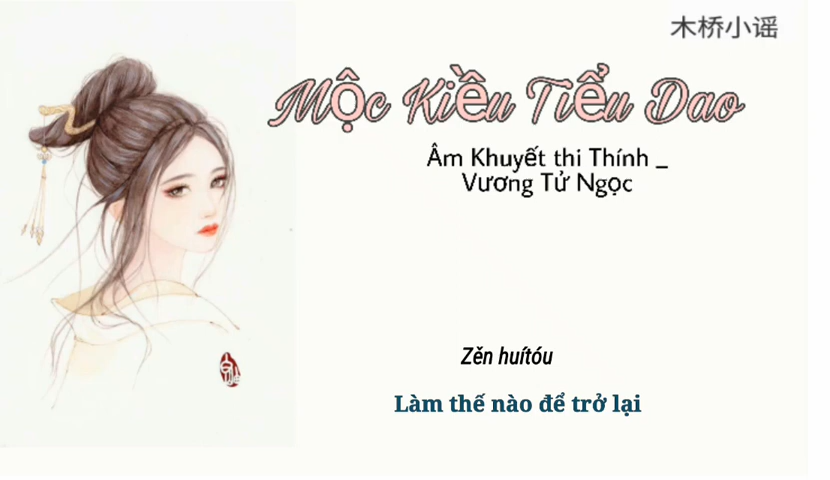 木桥小谣
Mộc Kiều Tiểu Dao
Âm Khuyết thi Thính _
Vương Tử Ngọc
Zěn huítóu
Làm thế nào để trở lại